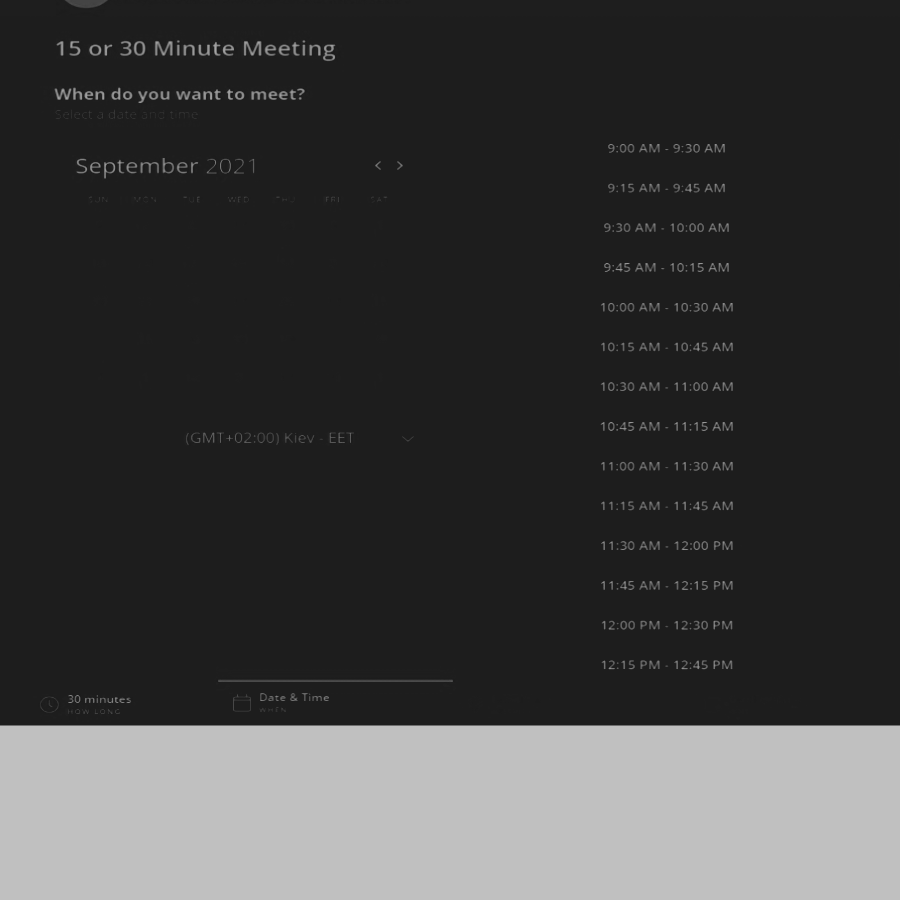 15 or 30 Minute Meeting
When do you want to meet?
Select a date and time
September 2021
SUN MON TUE WED THU FRI SAT
(GMT+02:00) Kiev - EET
9:00 AM - 9:30 AM
9:15 AM - 9:45 AM
9:30 AM - 10:00 AM
9:45 AM - 10:15 AM
10:00 AM - 10:30 AM
10:15 AM - 10:45 AM
10:30 AM - 11:00 AM
10:45 AM - 11:15 AM
11:00 AM - 11:30 AM
11:15 AM - 11:45 AM
11:30 AM - 12:00 PM
11:45 AM - 12:15 PM
12:00 PM - 12:30 PM
12:15 PM - 12:45 PM
30 minutes
HOW LONG
Date & Time
WHEN